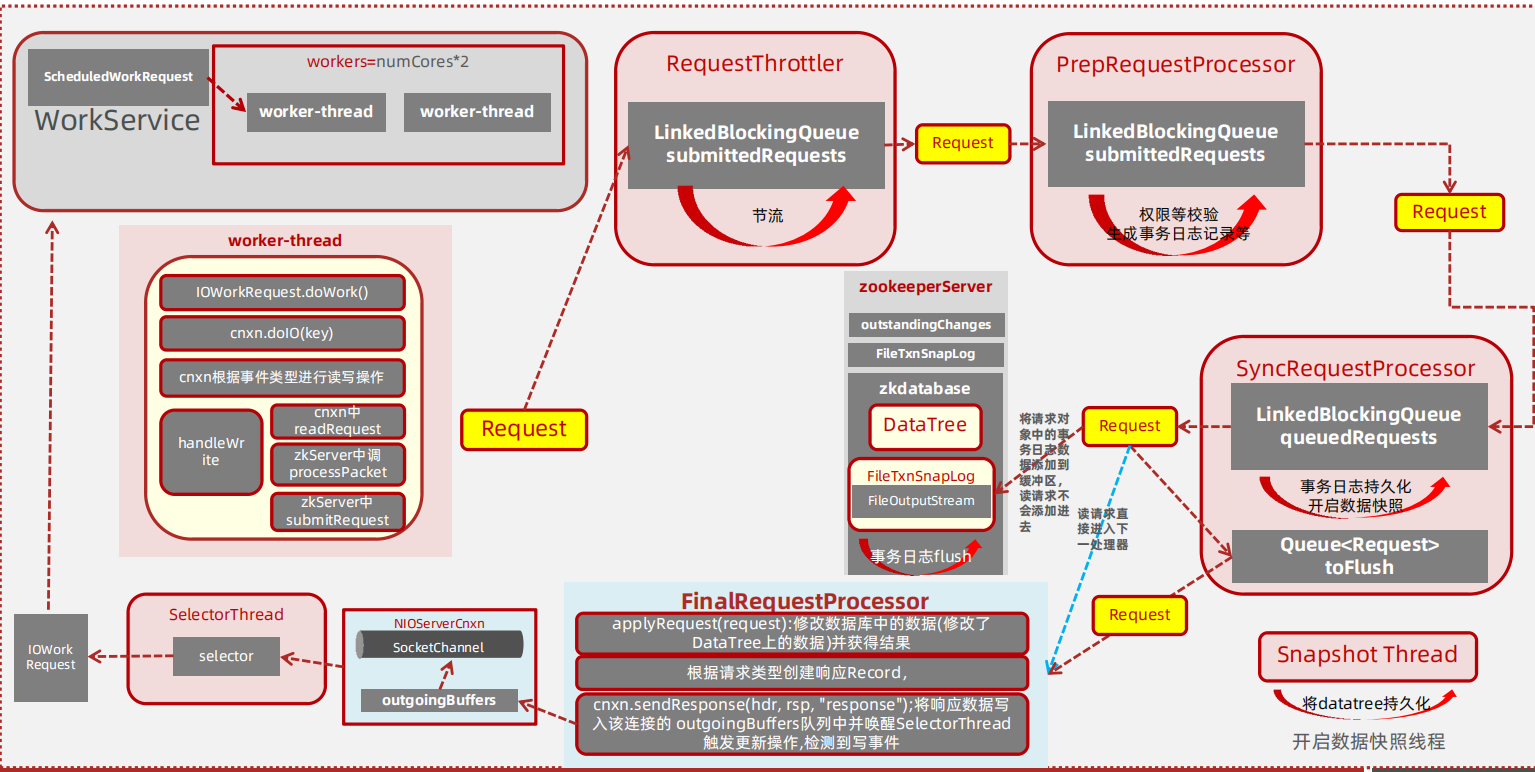 ScheduledWorkRequest
WorkService
workers=numCores*2
worker-thread
worker-thread
RequestThrottler
LinkedBlockingQueue
submittedRequests
节流
Request
PrepRequestProcessor
LinkedBlockingQueue
submittedRequests
权限等校验
生成事务日志记录等
Request
worker-thread
IOWorkRequest.doWork()
cnxn.doIO(key)
cnxn根据事件类型进行读写操作
handleWr
ite
cnxn中
readRequest
zkServer中调
processPacket
zkServer中
submitRequest
Request
zookeeperServer
outstandingChanges
FileTxnSnapLog
zkdatabase
DataTree
FileTxnSnapLog
FileOutputStream
事务日志flush
将请求对
象中的事
务日志数
据添加到
缓冲区，
读请求不
会添加进
去
Request
读请求直
接进入下
一处理器
SyncRequestProcessor
LinkedBlockingQueue
queuedRequests
事务日志持久化
开启数据快照
Queue<Request>
toFlush
Request
FinalRequestProcessor
applyRequest(request):修改数据库中的数据(修改了
DataTree上的数据)并获得结果
根据请求类型创建响应Record，
cnxn.sendResponse(hdr, rsp, "response");将响应数据写
入该连接的 outgoingBuffers队列中并唤醒SelectorThread
触发更新操作,检测到写事件
NIOServerCnxn
SocketChannel
outgoingBuffers
SelectorThread
selector
IOWork
Request
Snapshot Thread
将datatree持久化
开启数据快照线程